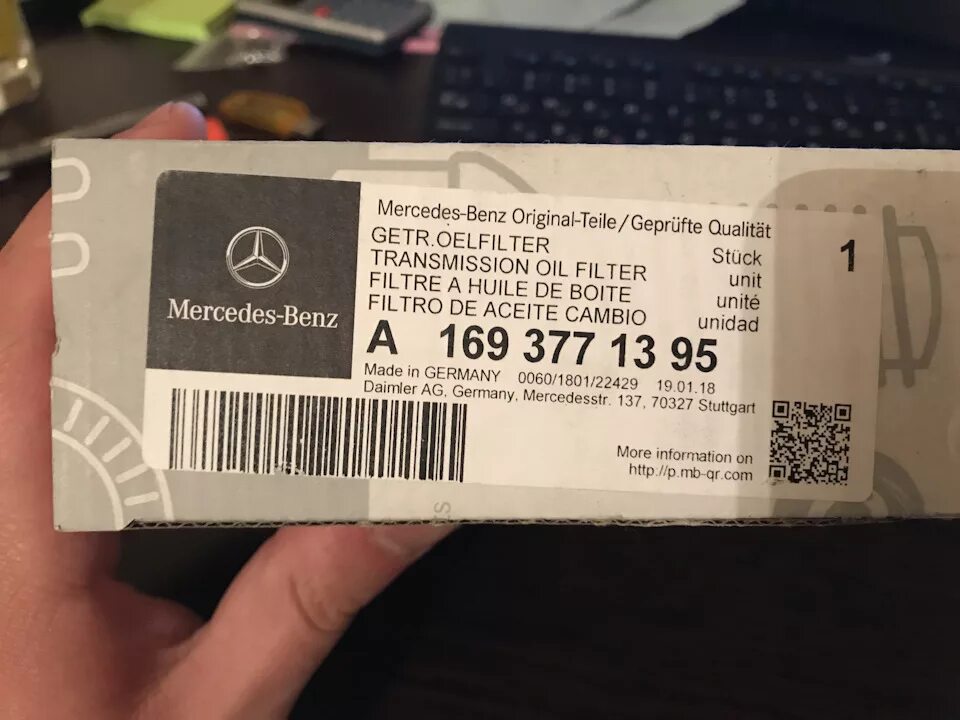 Mercedes-Benz
Mercedes-Benz Original-Teile/Geprüfte Qualität
GETR.OELFILTER
TRANSMISSION OIL FILTER
FILTRE A HUILE DE BOITE
FILTRO DE ACEITE CAMBIO
Stück
unit
unité
unidad
1
A 169 377 13 95
Made in GERMANY 0060/1801/22429 19.01.18
Daimler AG, Germany, Mercedesstr. 137, 70327 Stuttgart
More information on
http://p.mb-qr.com